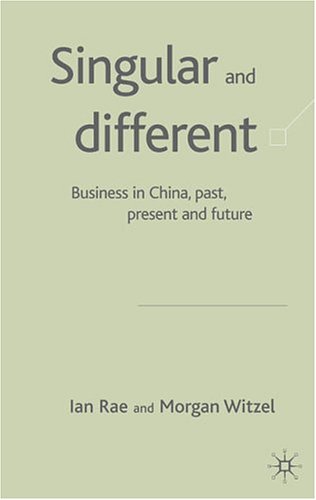 Singular and
different
Business in China, past,
present and future
Ian Rae and Morgan Witzel